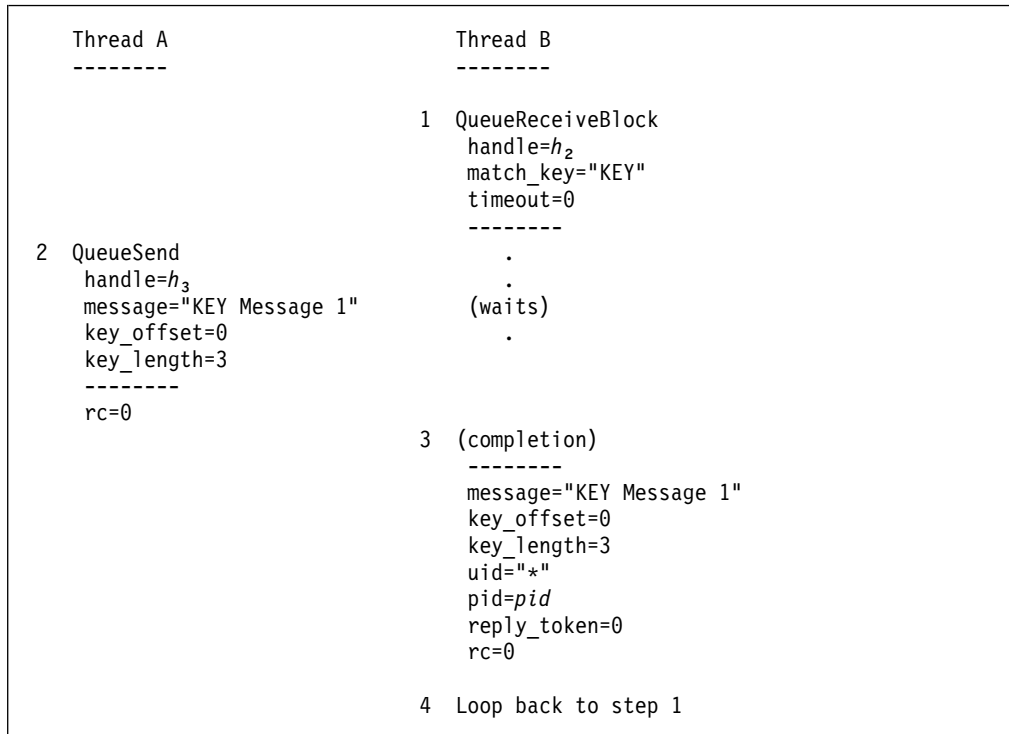 Thread A Thread B
-------- --------
1 QueueReceiveBlock
handle=h₂
match_key="KEY"
timeout=0
--------
2 QueueSend .
handle=h₃ .
message="KEY Message 1" (waits)
key_offset=0 .
key_length=3
--------
rc=0
3 (completion)
--------
message="KEY Message 1"
key_offset=0
key_length=3
uid="*"
pid=pid
reply_token=0
rc=0
4 Loop back to step 1